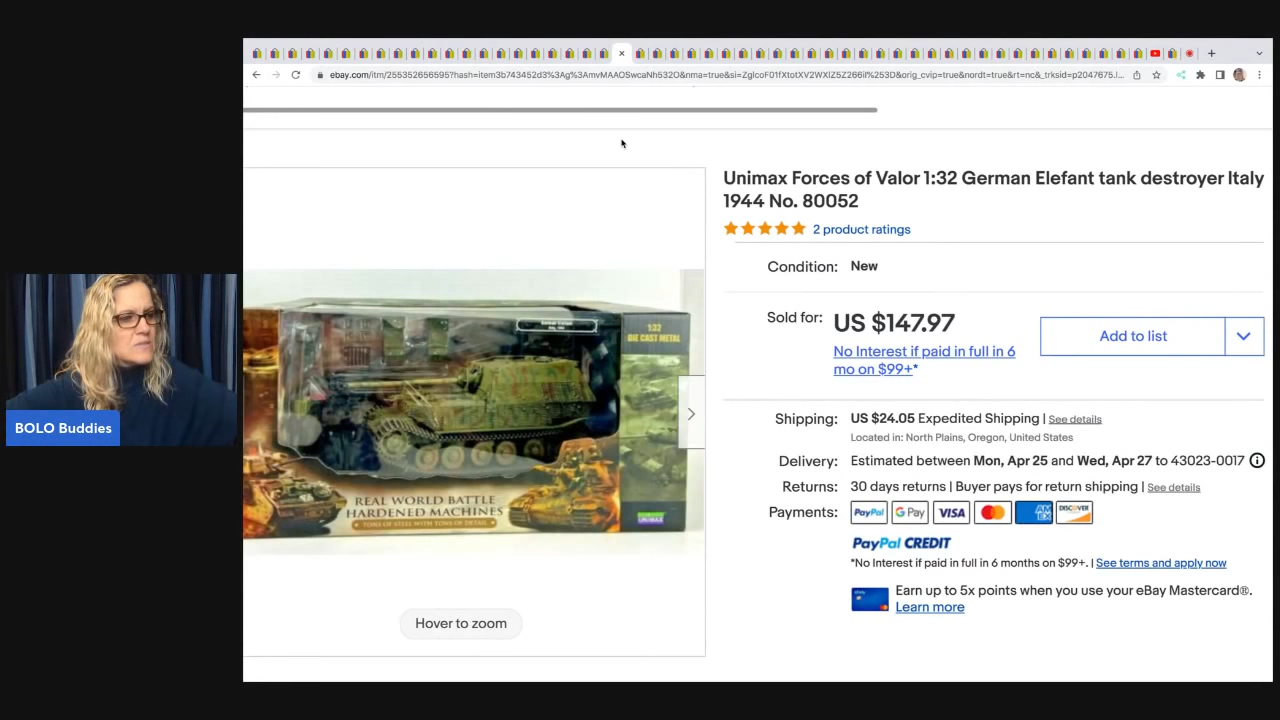 ebay.com/itm/255352656595?hash=item3b743452d3%3Ag%3AmvMAAOSwcaNh532O&nma=true&si=ZglcoF01fXtotXV2WXIZ5Z266iI%253D&orig_cvip=true&nordt=true&rt=nc&_trksid=p2047675.l...
Unimax Forces of Valor 1:32 German Elefant tank destroyer Italy
1944 No. 80052
2 product ratings
Condition: New
Sold for: US $147.97
Add to list
No Interest if paid in full in 6
mo on $99+*
Shipping: US $24.05 Expedited Shipping | See details
Located in: North Plains, Oregon, United States
Delivery: Estimated between Mon, Apr 25 and Wed, Apr 27 to 43023-0017
Returns: 30 days returns | Buyer pays for return shipping | See details
Payments: PayPal G Pay VISA AM EX DISCOVER
PayPal CREDIT
*No Interest if paid in full in 6 months on $99+. | See terms and apply now
Earn up to 5x points when you use your eBay Mastercard®.
Learn more
1:32
DIE CAST METAL
REAL WORLD BATTLE
HARDENED MACHINES
TONS OF STEEL WITH TONS OF DETAIL
UNIMAX
Hover to zoom
BOLO Buddies